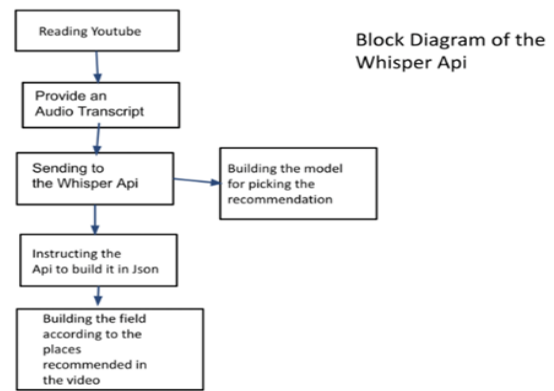 Reading Youtube
Block Diagram of the
Whisper Api
Provide an
Audio Transcript
Sending to
the Whisper Api
Building the model
for picking the
recommendation
Instructing the
Api to build it in Json
Building the field
according to the
places
recommended in
the video